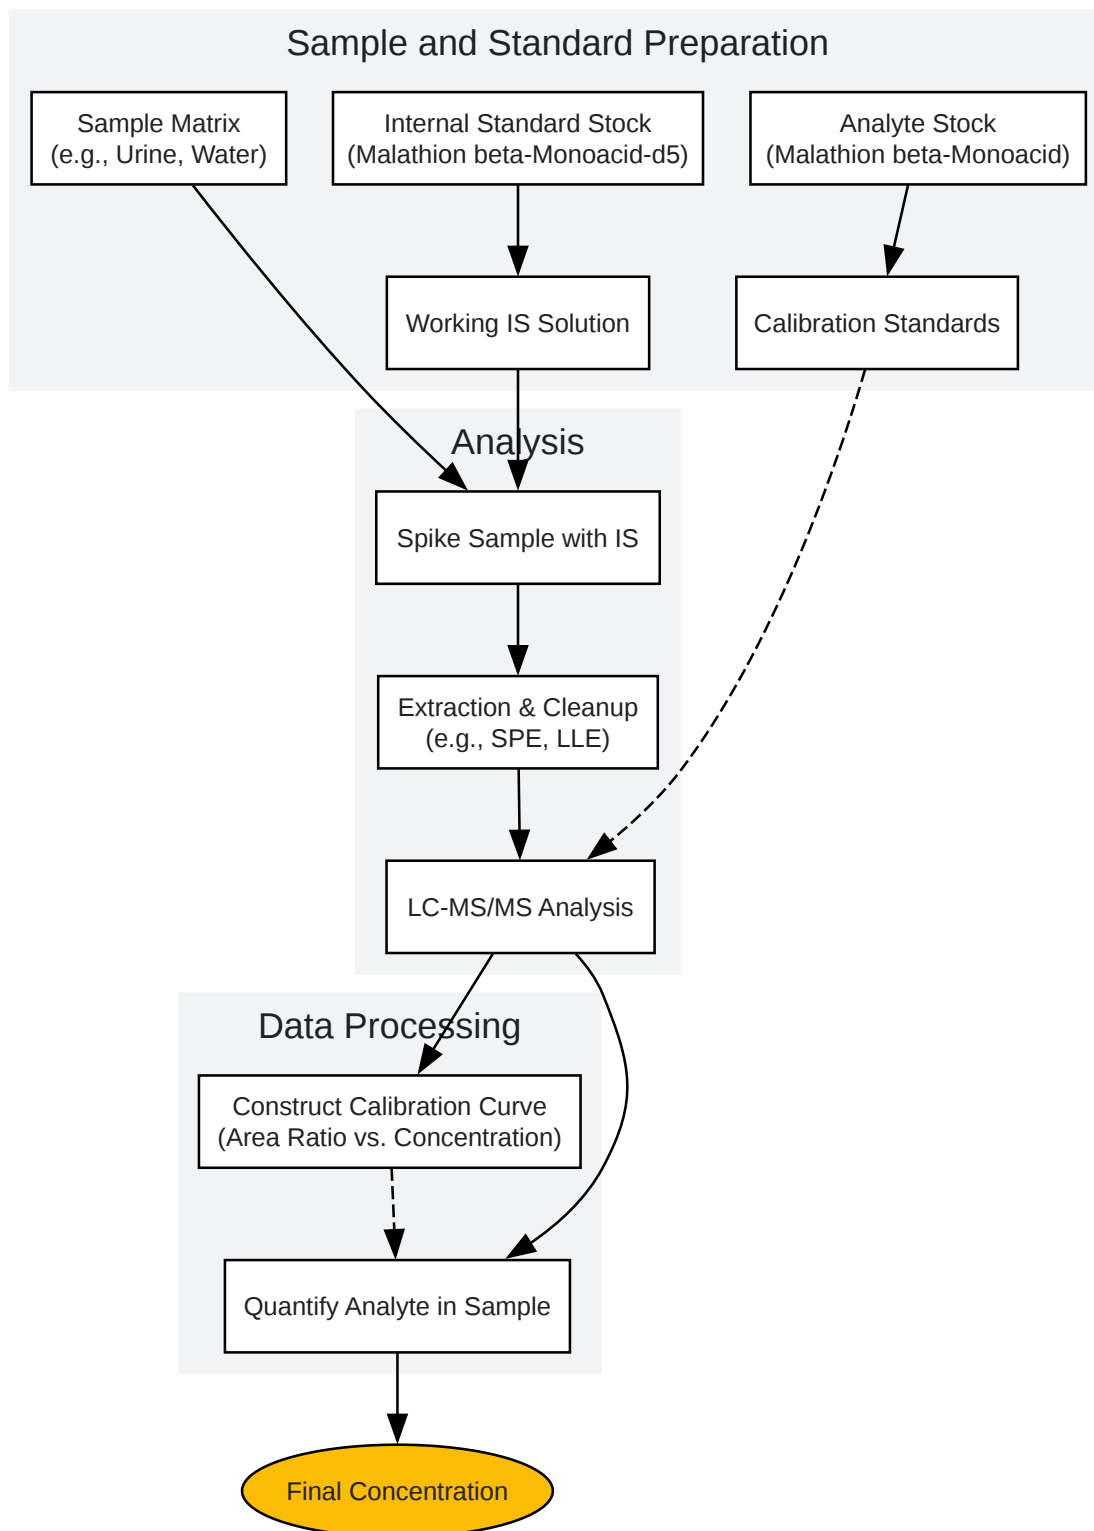 Sample and Standard Preparation
Sample Matrix
(e.g., Urine, Water)
Internal Standard Stock
(Malathion beta-Monoacid-d5)
Analyte Stock
(Malathion beta-Monoacid)
Working IS Solution
Calibration Standards
Analysis
Spike Sample with IS
Extraction & Cleanup
(e.g., SPE, LLE)
LC-MS/MS Analysis
Data Processing
Construct Calibration Curve
(Area Ratio vs. Concentration)
Quantify Analyte in Sample
Final Concentration